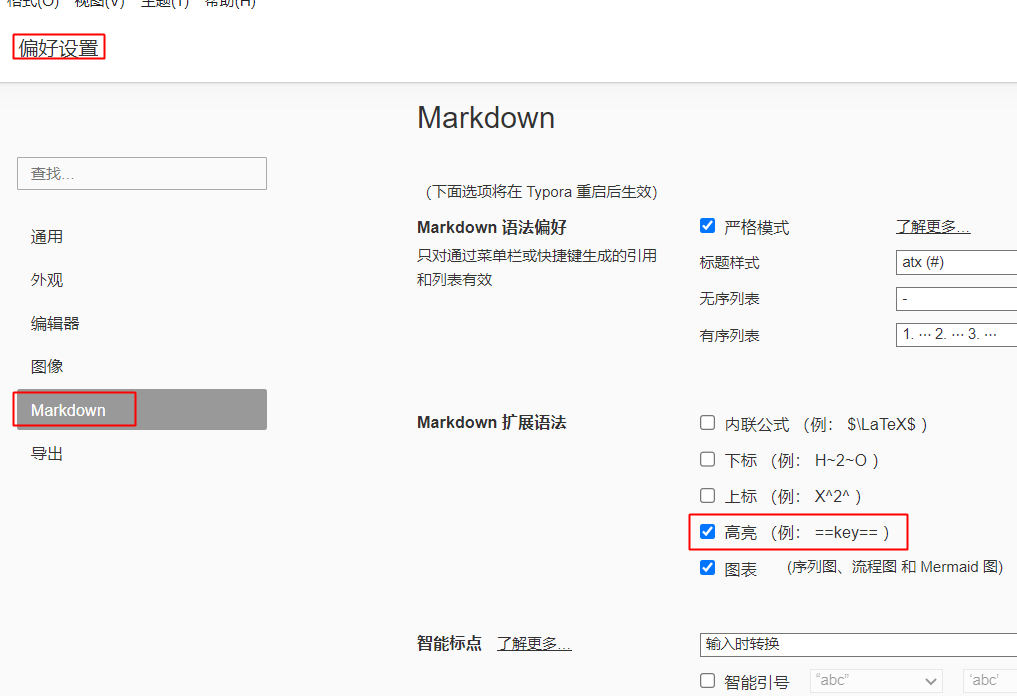 格式(O) 视图(V) 主题(T) 帮助(H)
偏好设置
Markdown
查找...
(下面选项将在 Typora 重启后生效)
通用
外观
编辑器
图像
Markdown
导出
Markdown 语法偏好
只对通过菜单栏或快捷键生成的引用
和列表有效
严格模式 了解更多...
标题样式 atx (#)
无序列表 -
有序列表 1. ··· 2. ··· 3. ···
Markdown 扩展语法
内联公式 (例: $\LaTeX$ )
下标 (例: H~2~O )
上标 (例: X^2^ )
高亮 (例: ==key== )
图表 (序列图、流程图 和 Mermaid 图)
智能标点 了解更多...
输入时转换
智能引号 “abc” ‘abc’